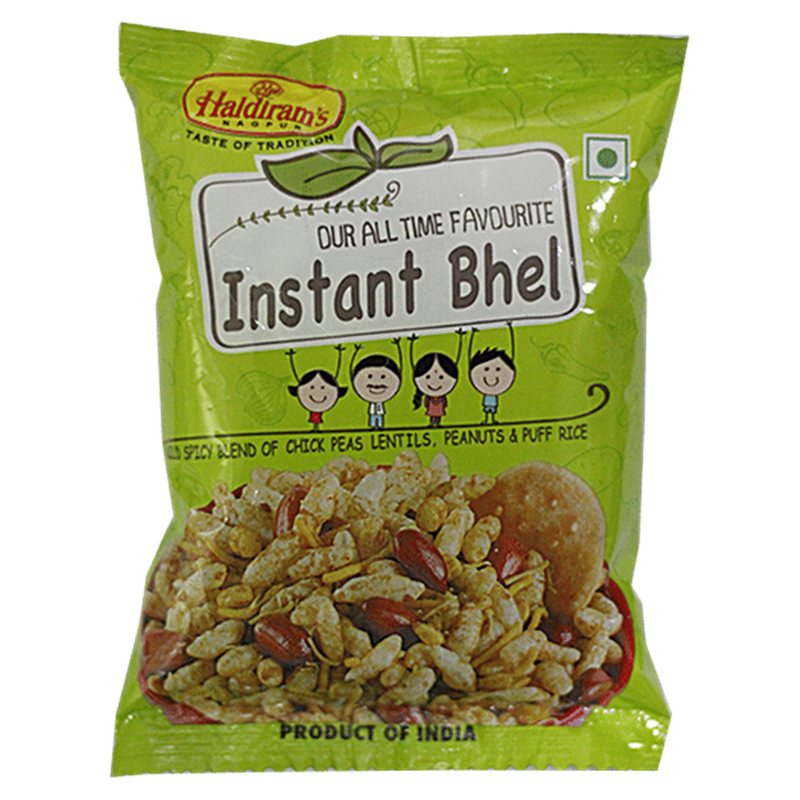 Haldiram's
NAGPUR
TASTE OF TRADITION
OUR ALL TIME FAVOURITE
Instant Bhel
SPICY BLEND OF CHICK PEAS LENTILS, PEANUTS & PUFF RICE
PRODUCT OF INDIA